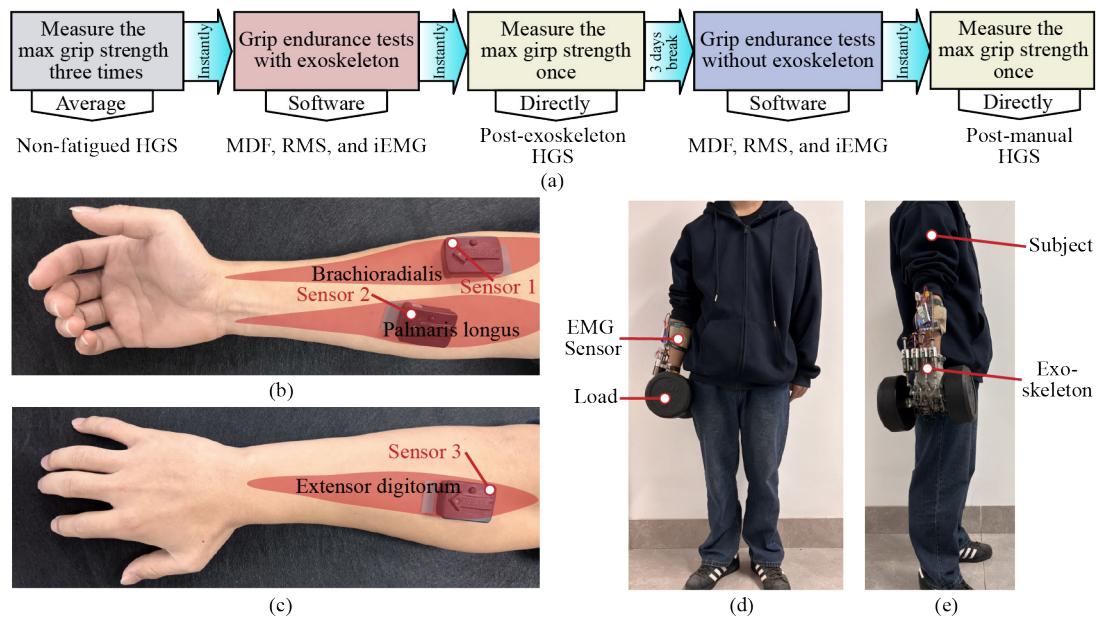 Measure the
max grip strength
three times
Instantly
Grip endurance tests
with exoskeleton
Instantly
Measure the
max grip strength
once
3 days
break
Grip endurance tests
without exoskeleton
Instantly
Measure the
max grip strength
once
Average
Software
Directly
Software
Directly
Non-fatigued HGS
MDF, RMS, and iEMG
Post-exoskeleton
HGS
MDF, RMS, and iEMG
Post-manual
HGS
(a)
Brachioradialis
Sensor 1
Sensor 2
Palmaris longus
(b)
Sensor 3
Extensor digitorum
(c)
EMG
Sensor
Load
(d)
Subject
Exo-
skeleton
(e)